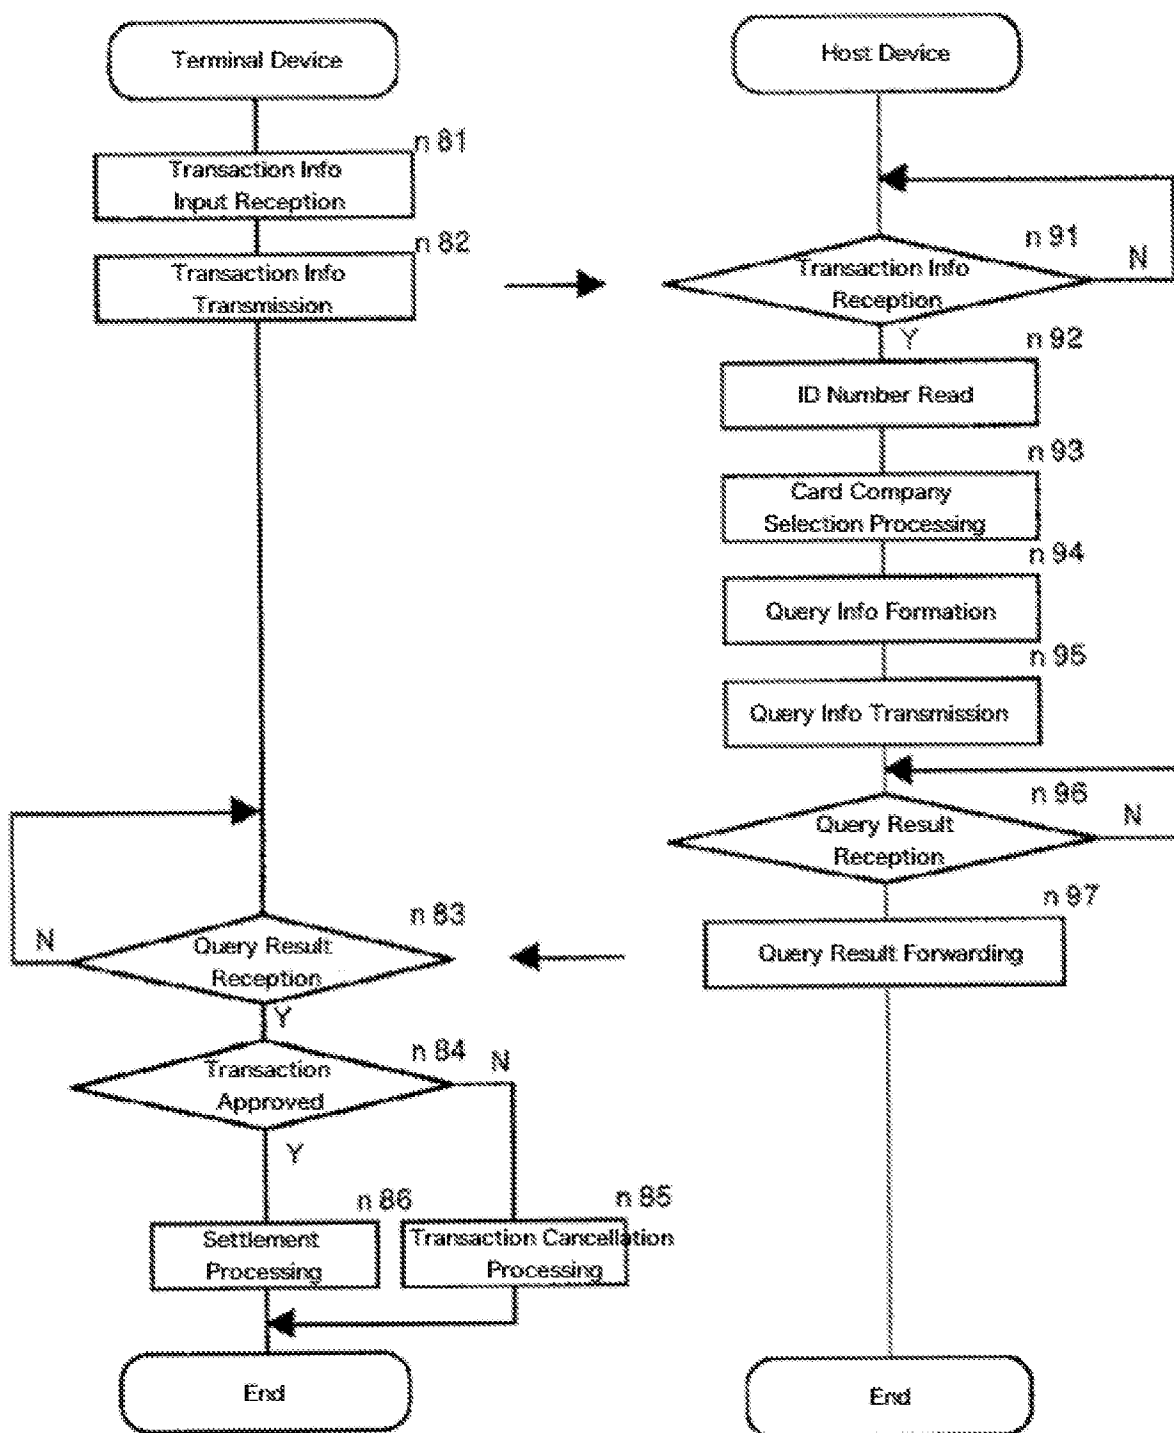 Terminal Device
n 81
Transaction Info
Input Reception
n 82
Transaction Info
Transmission
N
n 83
Query Result
Reception
Y
n 84
N
Transaction
Approved
Y
n 86
Settlement
Processing
n 85
Transaction Cancellation
Processing
End
Host Device
n 91
N
Transaction Info
Reception
Y
n 92
ID Number Read
n 93
Card Company
Selection Processing
n 94
Query Info Formation
n 95
Query Info Transmission
n 96
N
Query Result
Reception
n 97
Query Result Forwarding
End